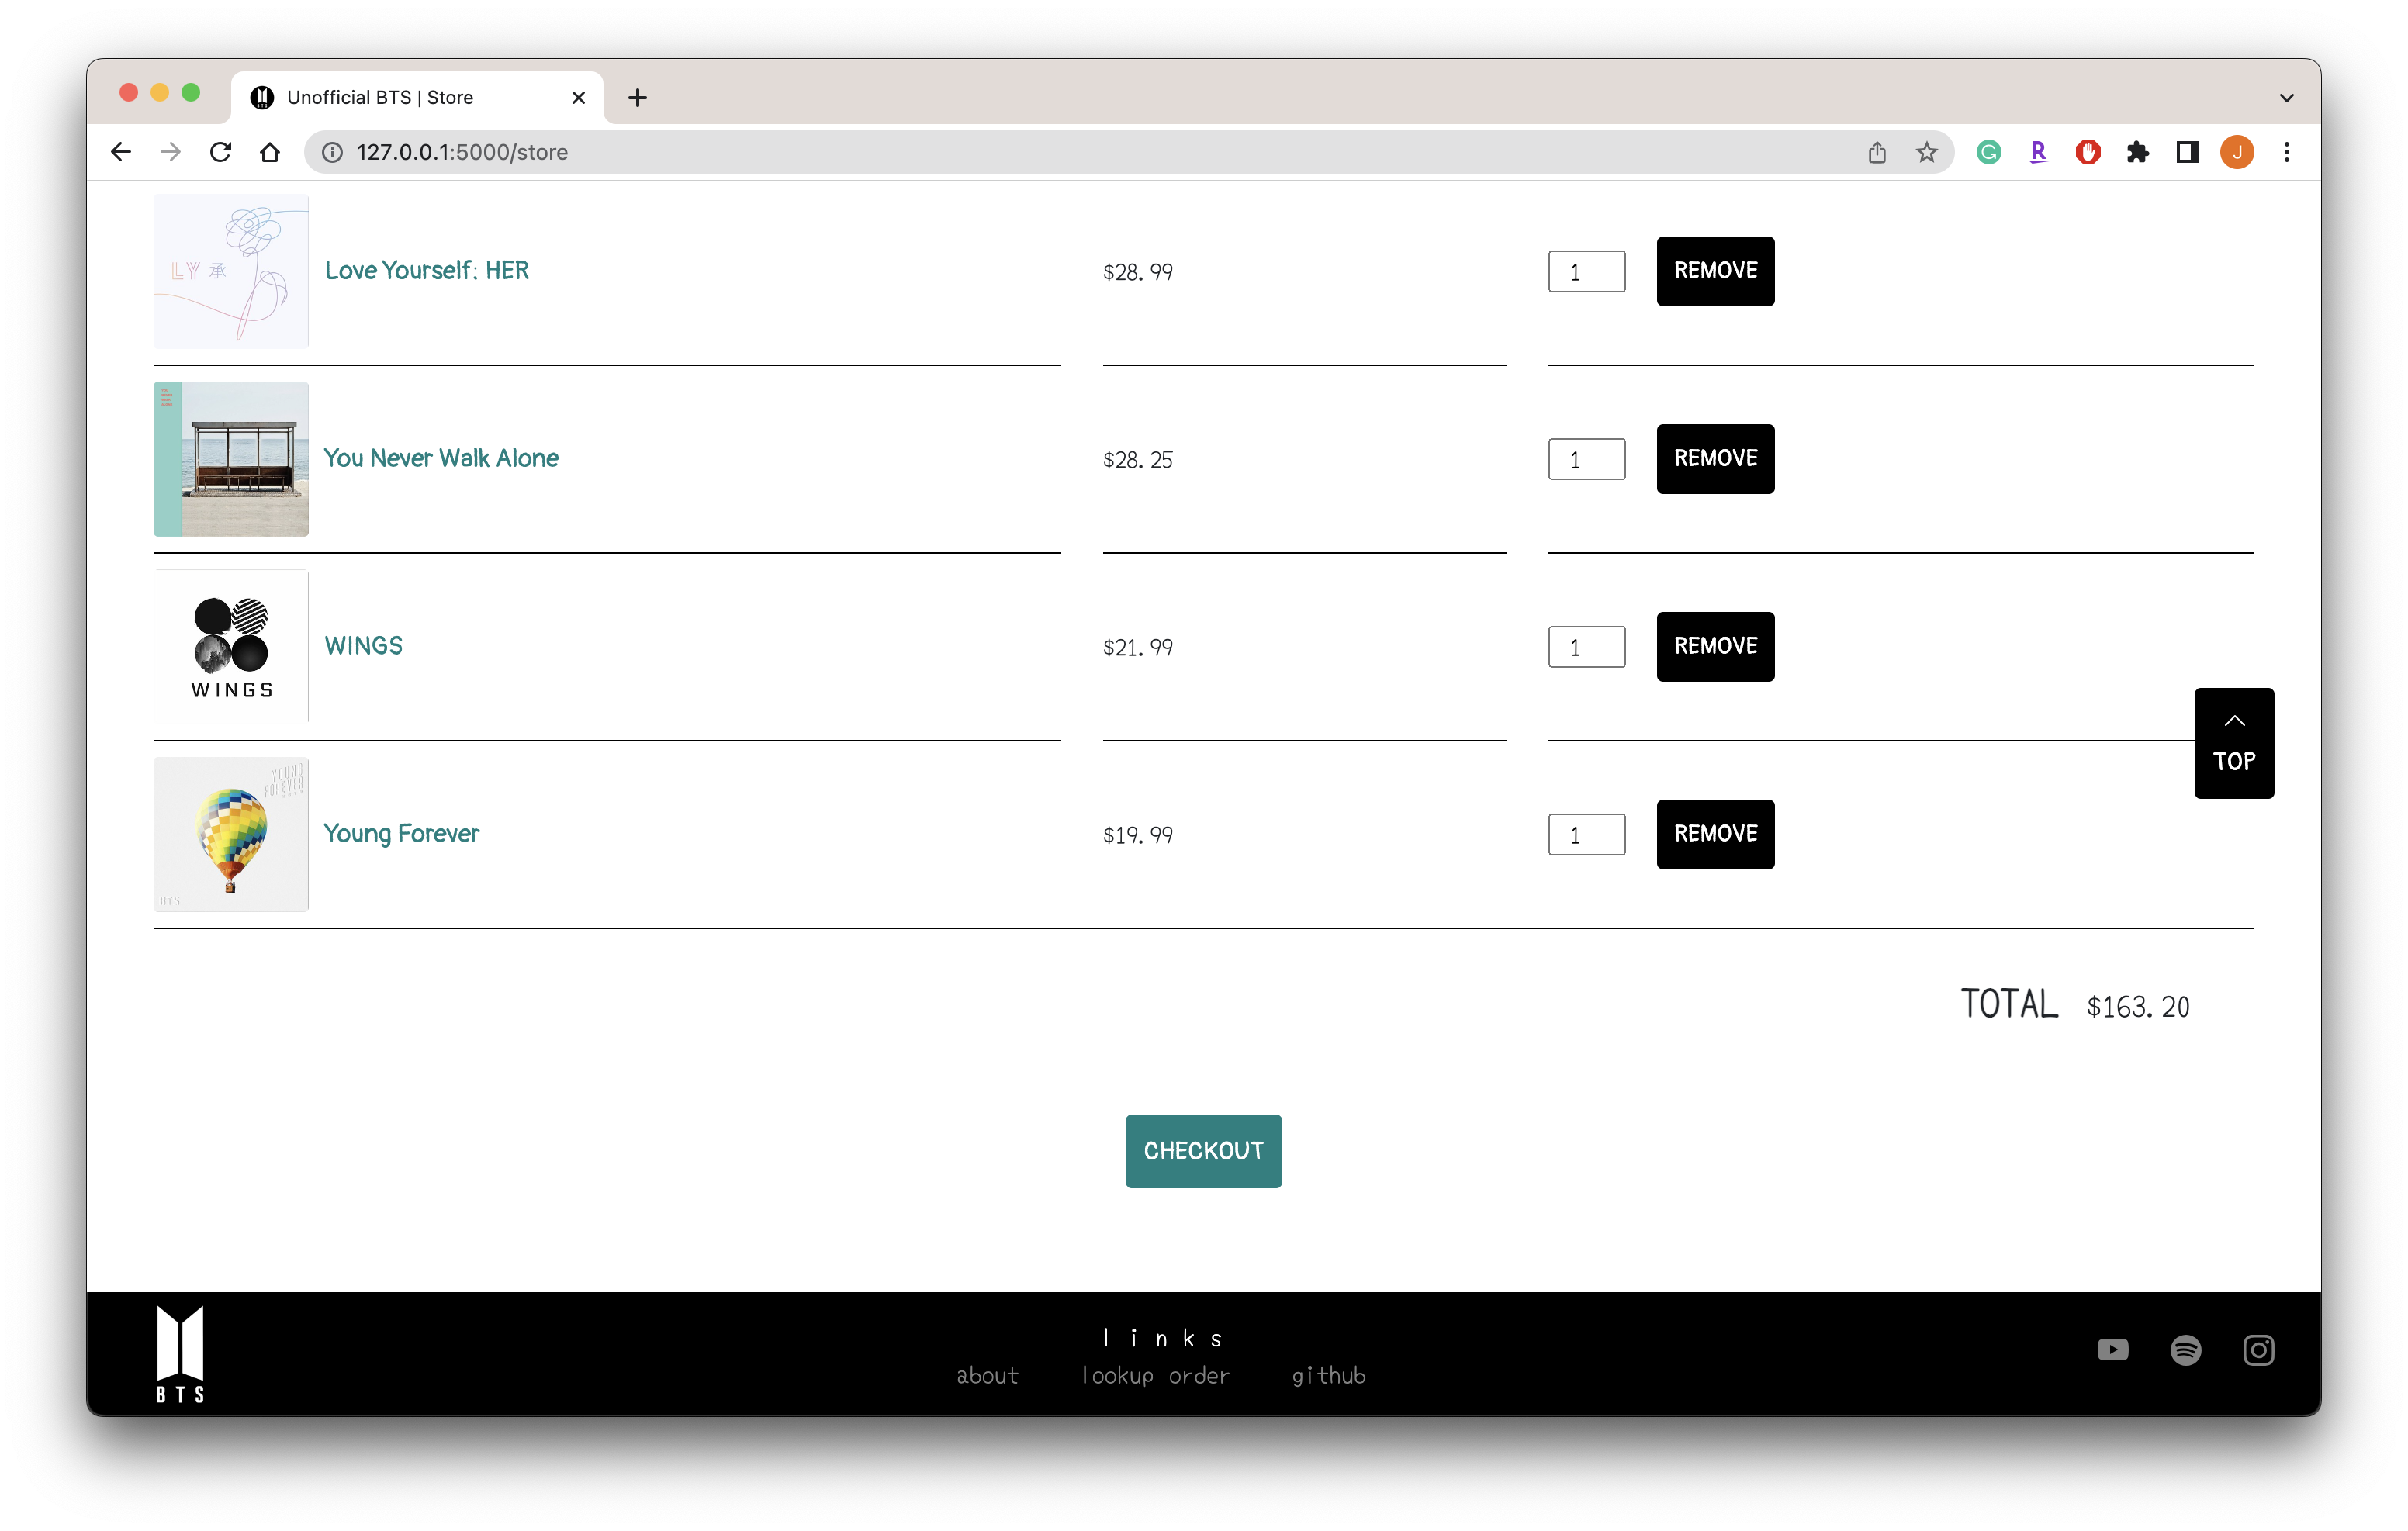 Unofficial BTS | Store
127.0.0.1:5000/store
J
LY 承
Love Yourself: HER
$28.99
1
REMOVE
You Never Walk Alone
$28.25
1
REMOVE
WINGS
WINGS
$21.99
1
REMOVE
TOP
YOUNG
FOREVER
BTS
Young Forever
$19.99
1
REMOVE
TOTAL $163.20
CHECKOUT
BTS
links
about lookup order github